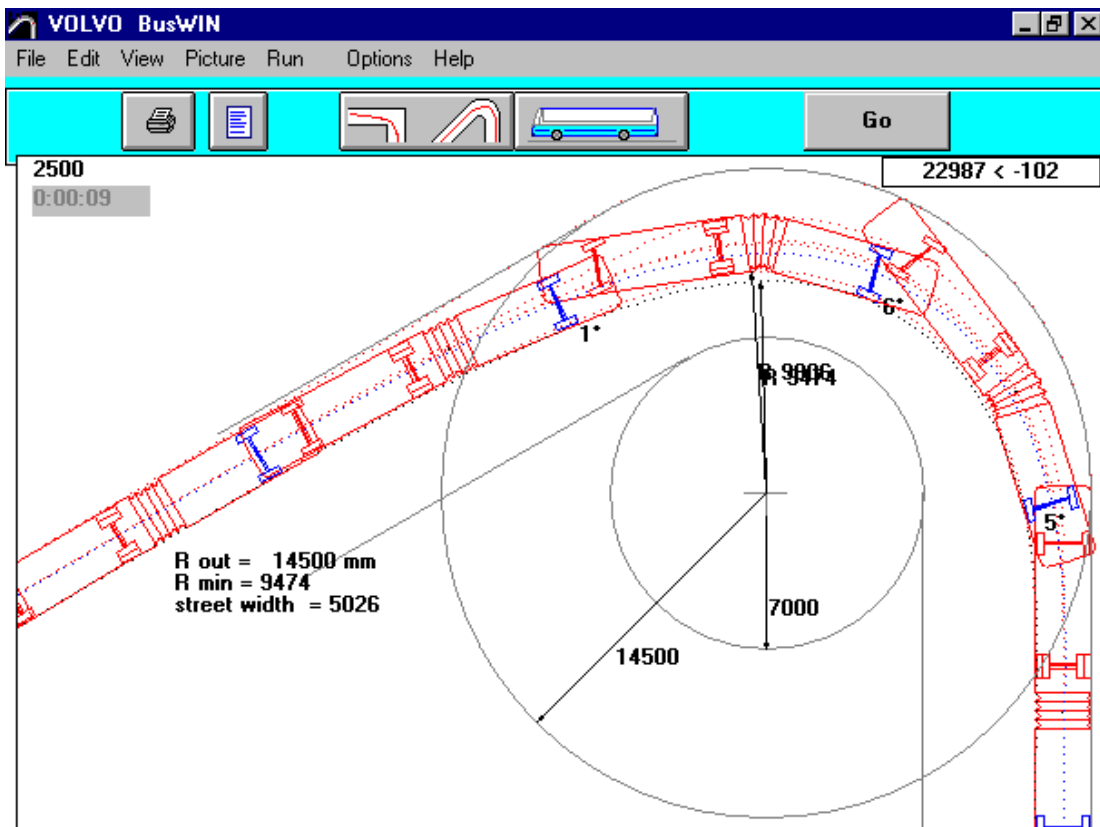 VOLVO BusWIN
File Edit View Picture Run Options Help
Go
2500
22987 < -102
0:00:09
6°
1°
R 9474
5°
R out = 14500 mm
R min = 9474
street width = 5026
7000
14500